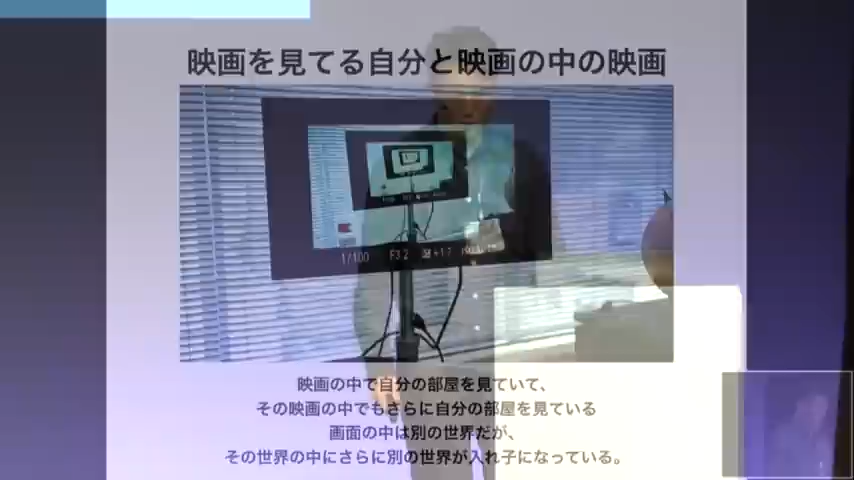 映画を見てる自分と映画の中の映画
1/100 F3.2
映画の中で自分の部屋を見ていて、
その映画の中でもさらに自分の部屋を見ている
画面の中は別の世界だが、
その世界の中にさらに別の世界が入れ子になっている。